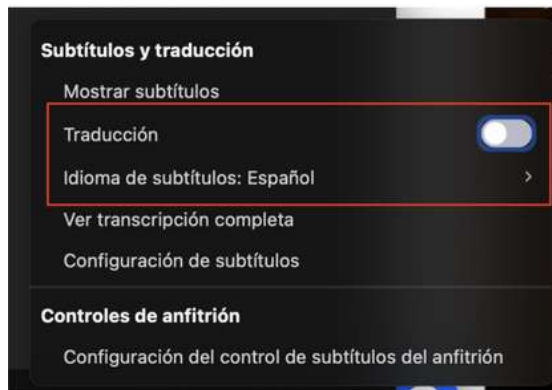 Subtítulos y traducción
Mostrar subtítulos
Traducción
Idioma de subtítulos: Español
Ver transcripción completa
Configuración de subtítulos
Controles de anfitrión
Configuración del control de subtítulos del anfitrión